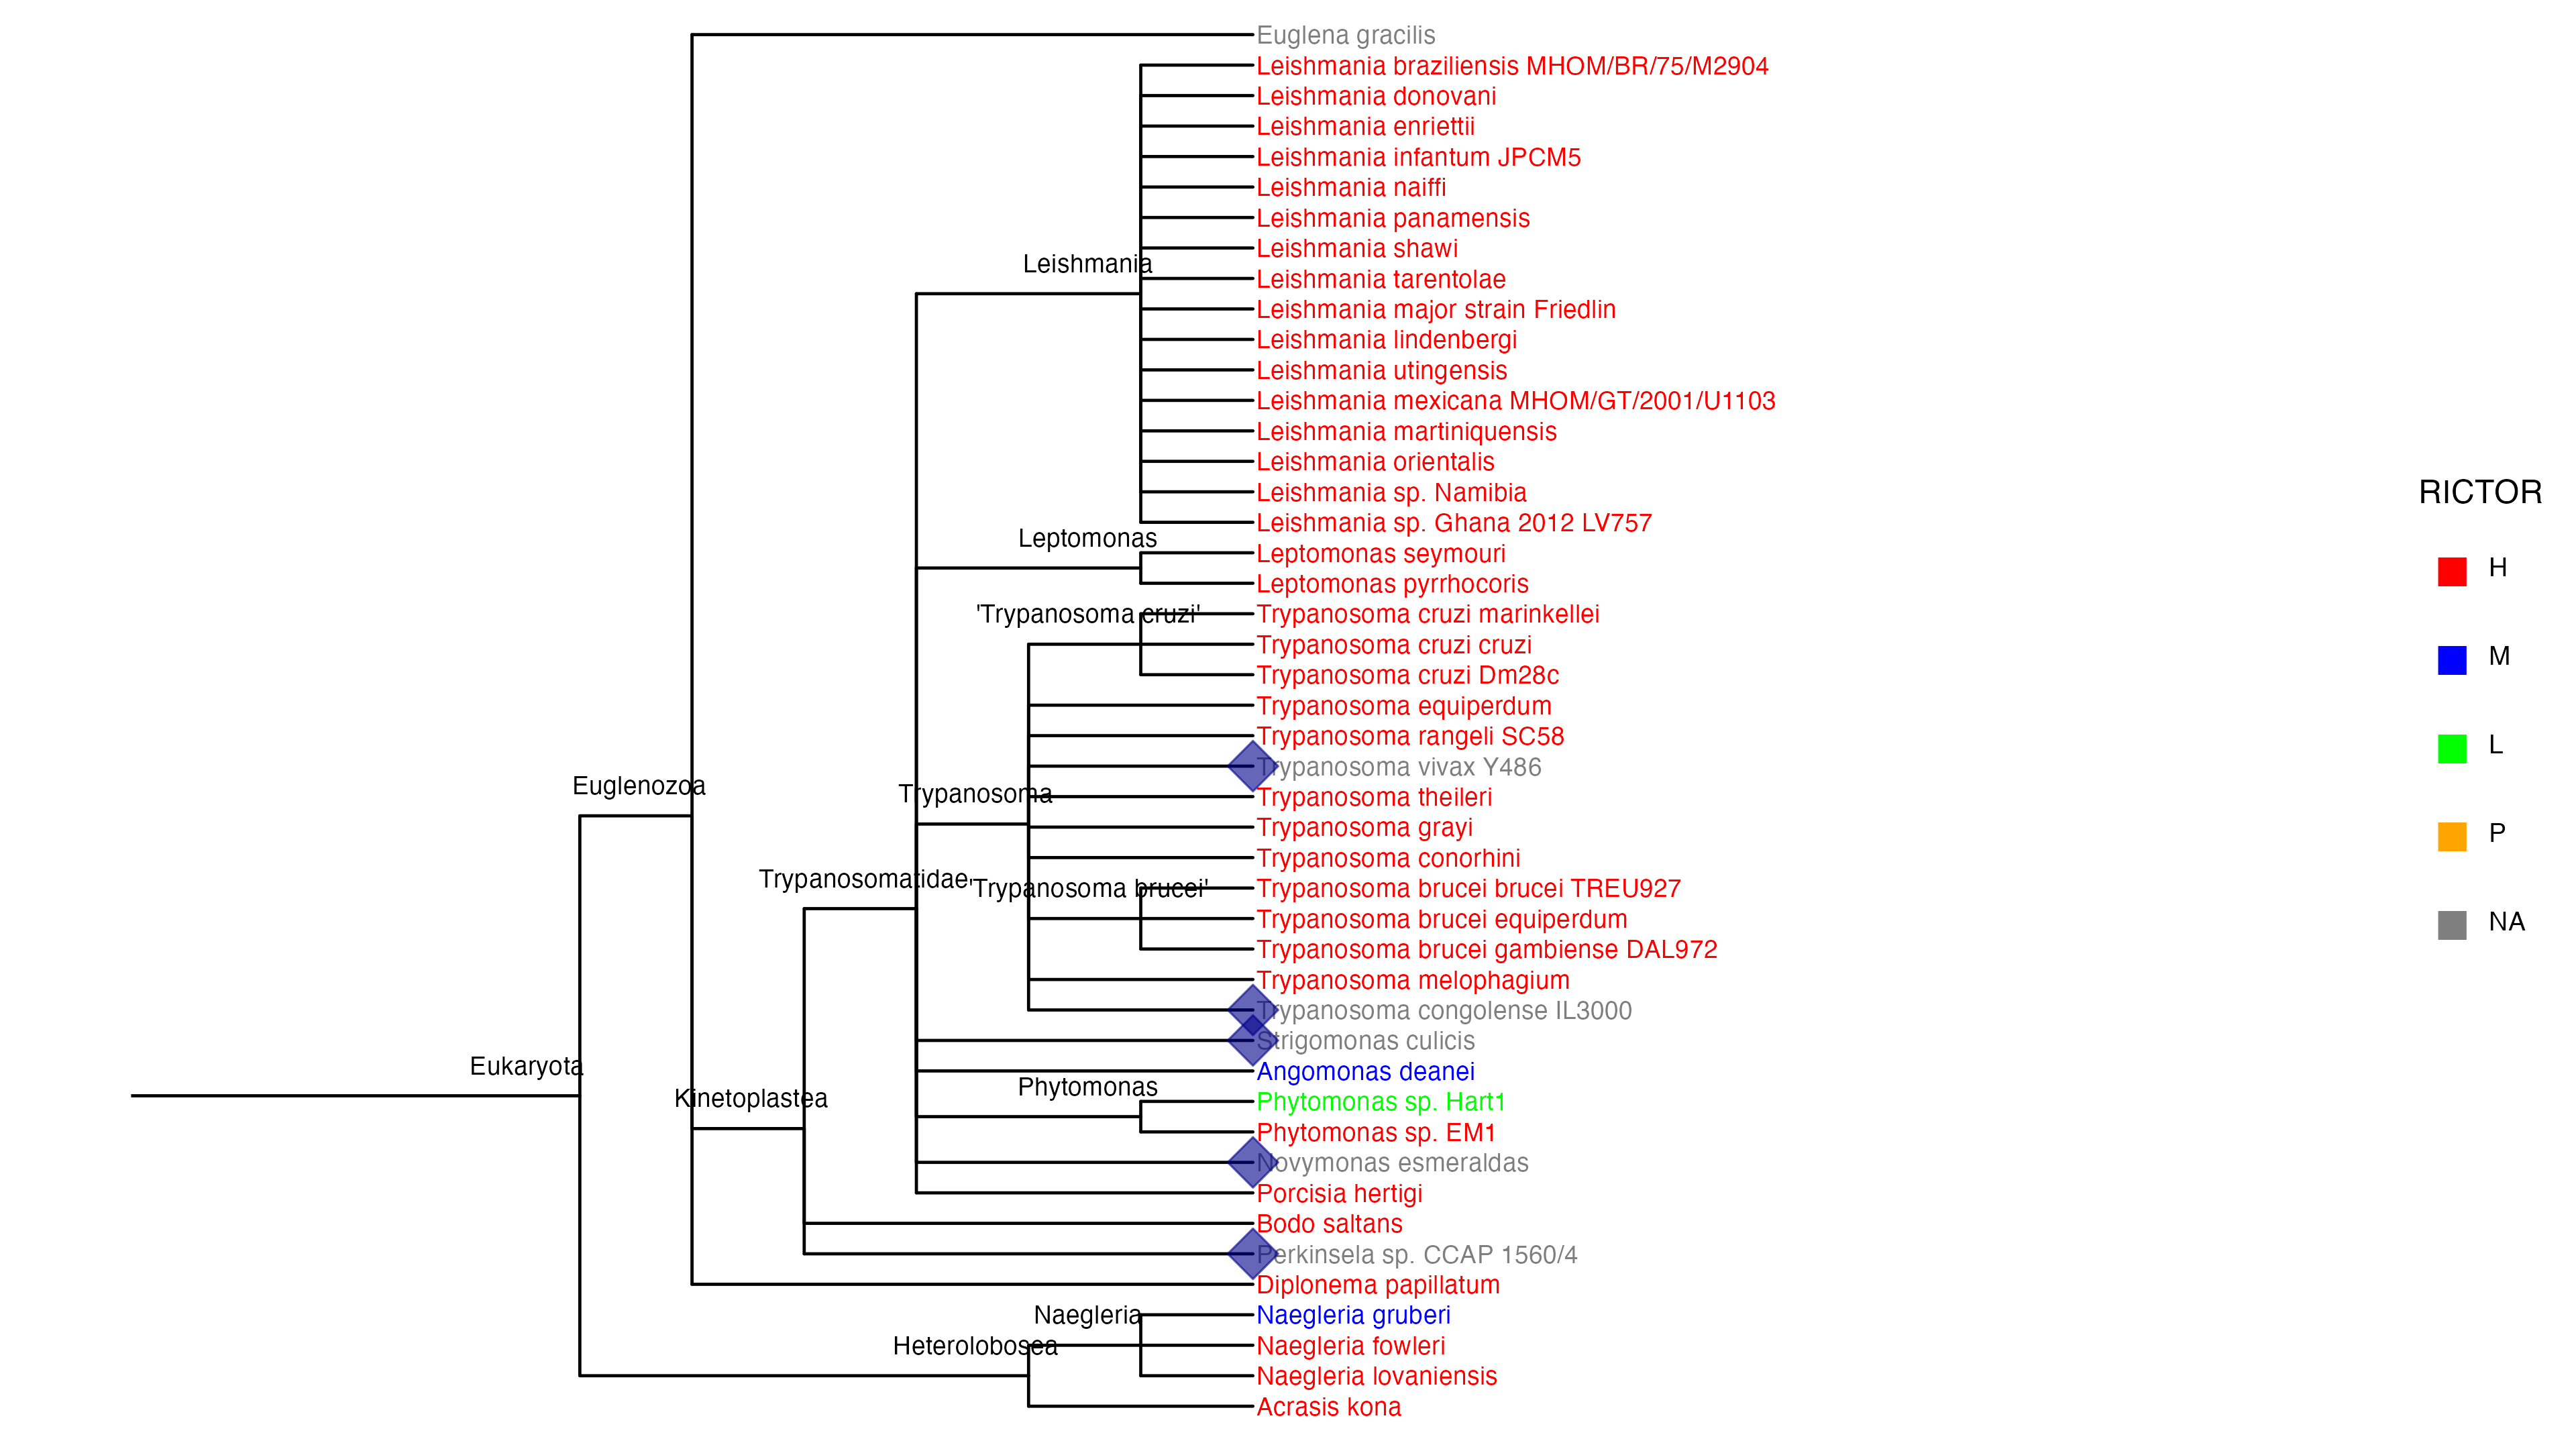 Euglena gracilis
Leishmania braziliensis MHOM/BR/75/M2904
Leishmania donovani
Leishmania enriettii
Leishmania infantum JPCM5
Leishmania naiffi
Leishmania panamensis
Leishmania shawi
Leishmania
Leishmania tarentolae
Leishmania major strain Friedlin
Leishmania lindenbergi
Leishmania utingensis
Leishmania mexicana MHOM/GT/2001/U1103
Leishmania martiniquensis
Leishmania orientalis
Leishmania sp. Namibia
Leishmania sp. Ghana 2012 LV757
Leptomonas
Leptomonas seymouri
Leptomonas pyrrhocoris
'Trypanosoma cruzi'
Trypanosoma cruzi marinkellei
Trypanosoma cruzi cruzi
Trypanosoma cruzi Dm28c
Trypanosoma equiperdum
Trypanosoma rangeli SC58
Trypanosoma vivax Y486
Euglenozoa
Trypanosoma
Trypanosoma theileri
Trypanosoma grayi
Trypanosoma conorhini
Trypanosomatidae
'Trypanosoma brucei'
Trypanosoma brucei brucei TREU927
Trypanosoma brucei equiperdum
Trypanosoma brucei gambiense DAL972
Trypanosoma melophagium
Trypanosoma congolense IL3000
Strigomonas culicis
Eukaryota
Angomonas deanei
Phytomonas
Kinetoplastea
Phytomonas sp. Hart1
Phytomonas sp. EM1
Novymonas esmeraldas
Porcisia hertigi
Bodo saltans
Perkinsela sp. CCAP 1560/4
Diplonema papillatum
Naegleria
Naegleria gruberi
Heterolobosea
Naegleria fowleri
Naegleria lovaniensis
Acrasis kona
RICTOR
H
M
L
P
NA